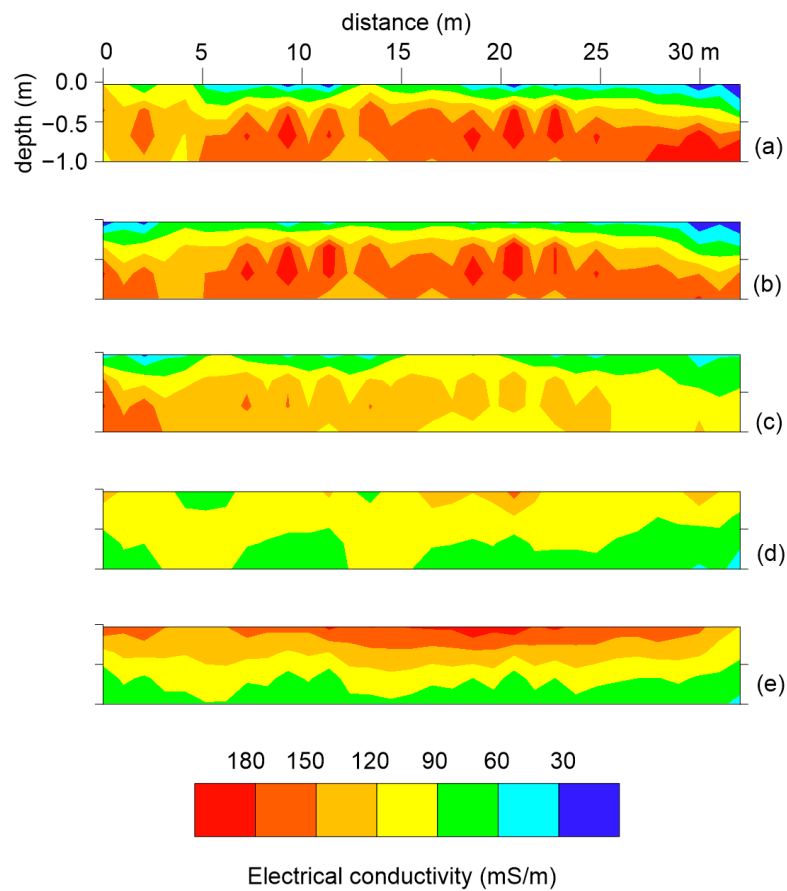 distance (m)
0 5 10 15 20 25 30 m
depth (m)
0.0
−0.5
−1.0
(a)
(b)
(c)
(d)
(e)
180 150 120 90 60 30
Electrical conductivity (mS/m)